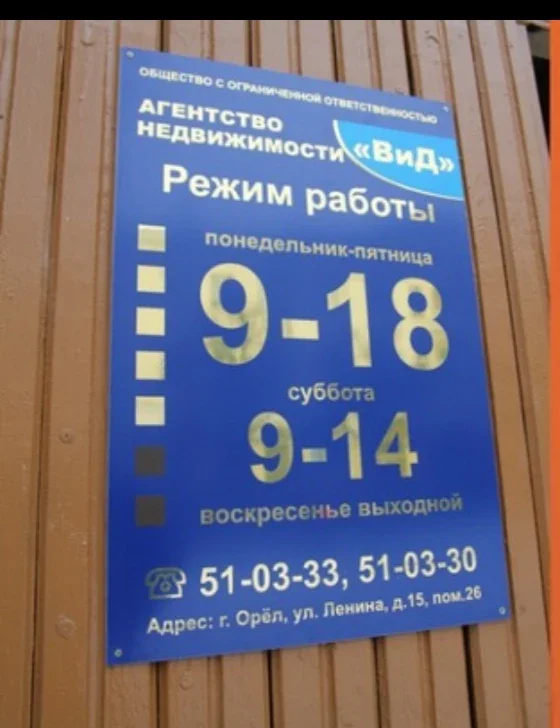 ОБЩЕСТВО С ОГРАНИЧЕННОЙ ОТВЕТСТВЕННОСТЬЮ
АГЕНТСТВО
НЕДВИЖИМОСТИ «ВиД»
Режим работы
понедельник-пятница
9-18
суббота
9-14
воскресенье выходной
51-03-33, 51-03-30
Адрес: г. Орёл, ул. Ленина, д.15, пом.26